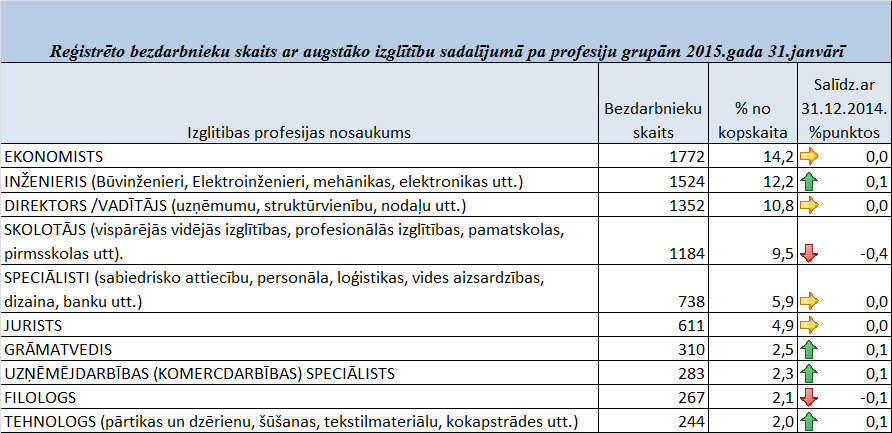 Reģistrēto bezdarbnieku skaits ar augstāko izglītību sadalījumā pa profesiju grupām 2015.gada 31.janvārī
Izglitibas profesijas nosaukums
Bezdarbnieku
skaits
% no
kopskaita
Salīdz.ar
31.12.2014.
%punktos
EKONOMISTS 1772 14,2 0,0
INŽENIERIS (Būvinženieri, Elektroinženieri, mehānikas, elektronikas utt.) 1524 12,2 0,1
DIREKTORS /VADĪTĀJS (uzņēmumu, struktūrvienību, nodaļu utt.) 1352 10,8 0,0
SKOLOTĀJS (vispārējās vidējās izglītības, profesionālās izglītības, pamatskolas,
pirmsskolas utt). 1184 9,5 -0,4
SPECIĀLISTI (sabiedrisko attiecību, personāla, loģistikas, vides aizsardzības,
dizaina, banku utt.) 738 5,9 0,0
JURISTS 611 4,9 0,0
GRĀMATVEDIS 310 2,5 0,1
UZŅĒMĒJDARBĪBAS (KOMERCDARBĪBAS) SPECIĀLISTS 283 2,3 0,1
FILOLOGS 267 2,1 -0,1
TEHNOLOGS (pārtikas un dzērienu, šūšanas, tekstilmateriālu, kokapstrādes utt.) 244 2,0 0,1